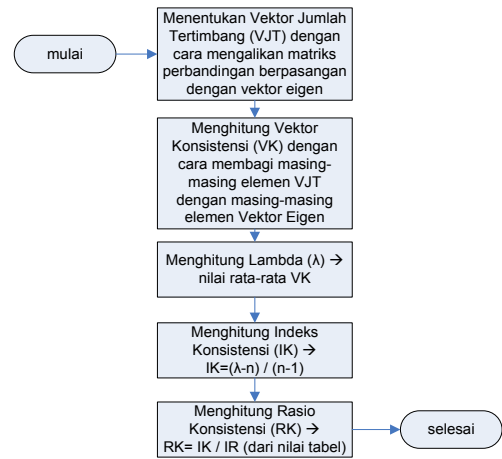 mulai
Menentukan Vektor Jumlah
Tertimbang (VJT) dengan
cara mengalikan matriks
perbandingan berpasangan
dengan vektor eigen
Menghitung Vektor
Konsistensi (VK) dengan
cara membagi masing-
masing elemen VJT
dengan masing-masing
elemen Vektor Eigen
Menghitung Lambda (λ) →
nilai rata-rata VK
Menghitung Indeks
Konsistensi (IK) →
IK=(λ-n) / (n-1)
Menghitung Rasio
Konsistensi (RK) →
RK= IK / IR (dari nilai tabel)
selesai